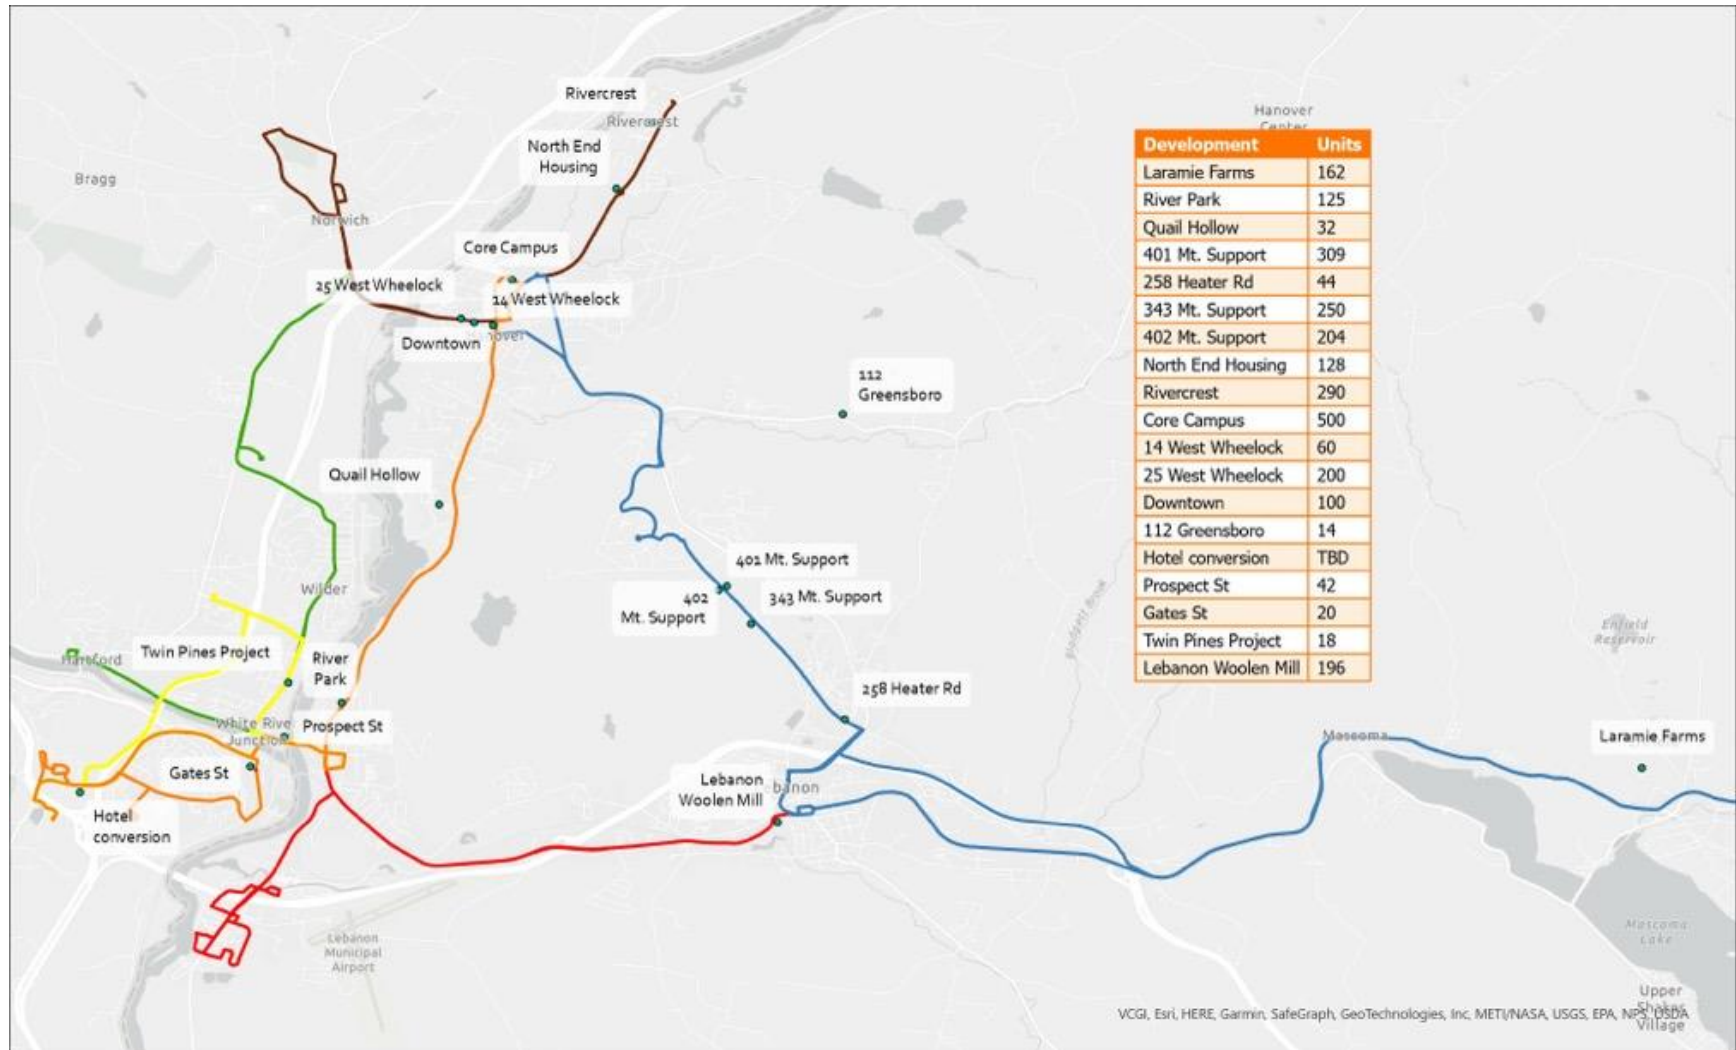 Hanover
Center
Rivercrest
Rivercrest
North End
Housing
Bragg
Norwich
Core Campus
25 West Wheelock
14 West Wheelock
Downtown
over
112
Greensboro
Quail Hollow
401 Mt. Support
402
Mt. Support
343 Mt. Support
Wilder
Blodgett Brook
Enfield
Reservoir
Hartford
Twin Pines Project
River
Park
258 Heater Rd
White Rive
Junction
Prospect St
Mascoma
Laramie Farms
Gates St
Lebanon
Woolen Mill
banon
Hotel
conversion
Lebanon
Municipal
Airport
Mascoma
Lake
Upper
Shaker
Village
Development Units
Laramie Farms 162
River Park 125
Quail Hollow 32
401 Mt. Support 309
258 Heater Rd 44
343 Mt. Support 250
402 Mt. Support 204
North End Housing 128
Rivercrest 290
Core Campus 500
14 West Wheelock 60
25 West Wheelock 200
Downtown 100
112 Greensboro 14
Hotel conversion TBD
Prospect St 42
Gates St 20
Twin Pines Project 18
Lebanon Woolen Mill 196
VCGI, Esri, HERE, Garmin, SafeGraph, GeoTechnologies, Inc, METI/NASA, USGS, EPA, NPS, USDA